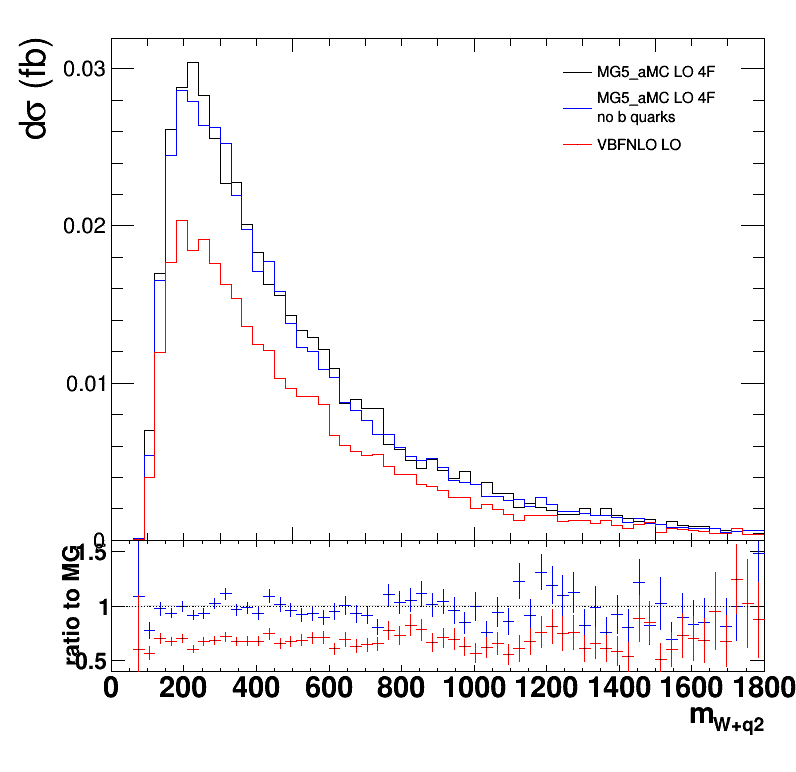 dσ (fb)
0.03
0.02
0.01
0
MG5_aMC LO 4F
MG5_aMC LO 4F
no b quarks
VBFNLO LO
ratio to MG
1.5
1
0.5
0 200 400 600 800 1000 1200 1400 1600 1800
m_{W+q2}